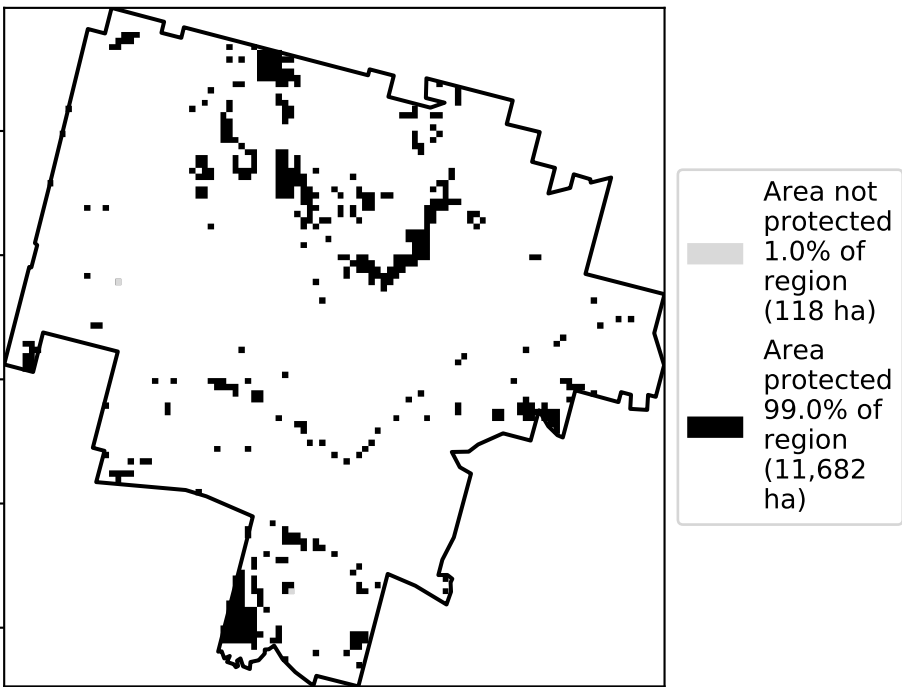 Area not
protected
1.0% of
region
(118 ha)
Area
protected
99.0% of
region
(11,682
ha)